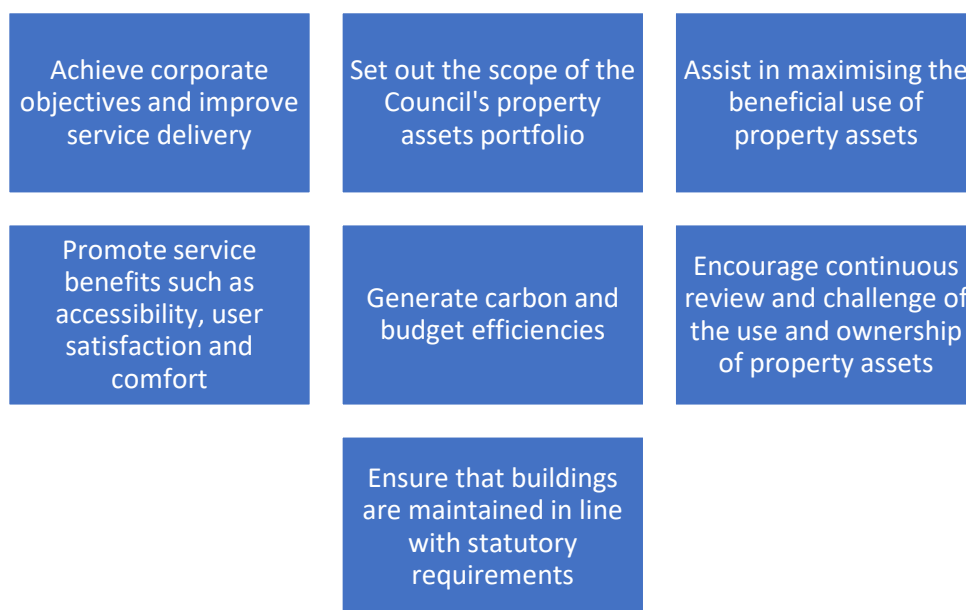 Achieve corporate
objectives and improve
service delivery
Set out the scope of the
Council's property
assets portfolio
Assist in maximising the
beneficial use of
property assets
Promote service
benefits such as
accessibility, user
satisfaction and
comfort
Generate carbon and
budget efficiencies
Encourage continuous
review and challenge of
the use and ownership
of property assets
Ensure that buildings
are maintained in line
with statutory
requirements